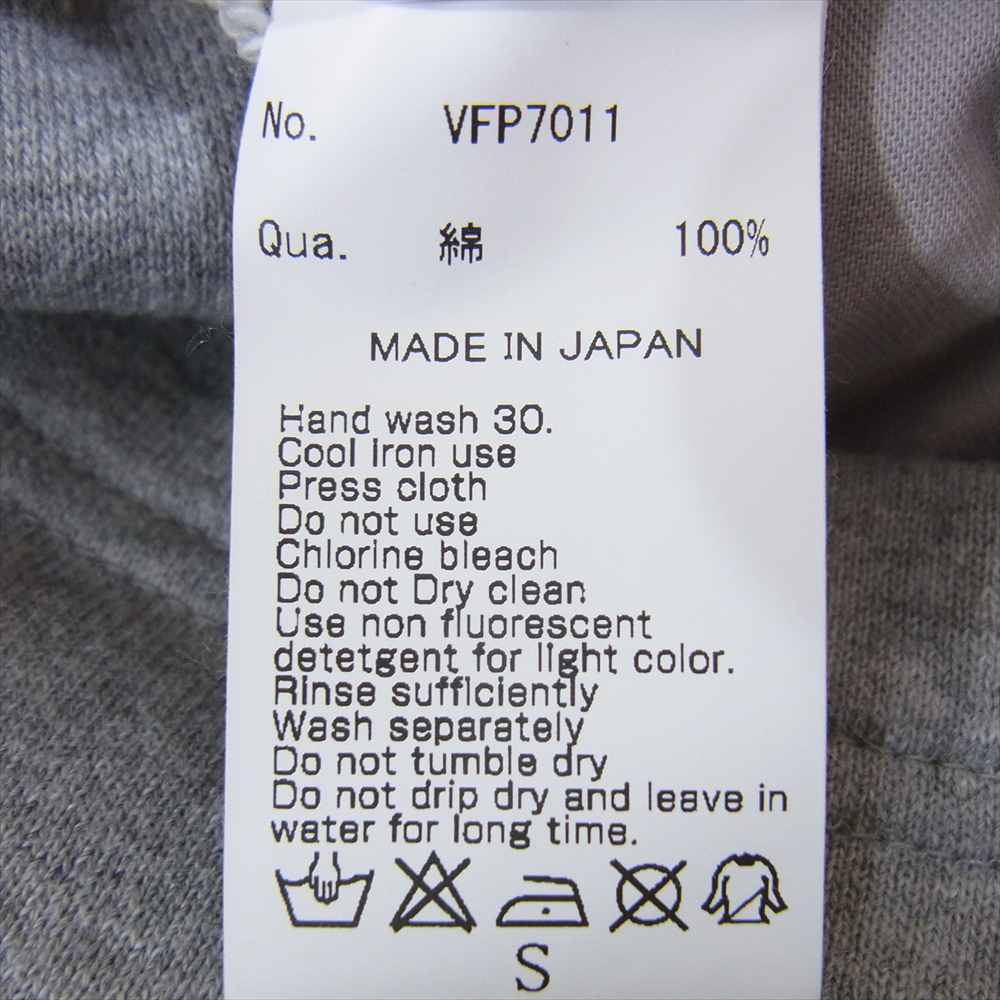 No. VFP7011
Qua. 綿 100%
MADE IN JAPAN
Hand wash 30.
Cool iron use
Press cloth
Do not use
Chlorine bleach
Do not Dry clean
Use non fluorescent
detetgent for light color.
Rinse sufficiently
Wash separately
Do not tumble dry
Do not drip dry and leave in
water for long time.
S